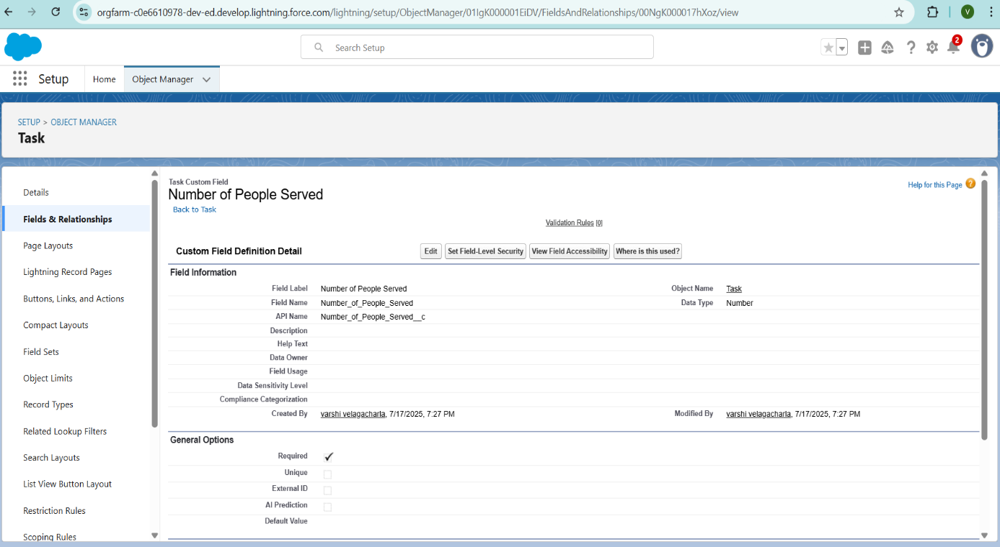 orgfarm-c0e6610978-dev-ed.develop.lightning.force.com/lightning/setup/ObjectManager/01IgK000001EiDV/FieldsAndRelationships/00NgK000017hXoz/view
V
Search Setup
2
Setup
Home
Object Manager
SETUP > OBJECT MANAGER
Task
Details
Fields & Relationships
Page Layouts
Lightning Record Pages
Buttons, Links, and Actions
Compact Layouts
Field Sets
Object Limits
Record Types
Related Lookup Filters
Search Layouts
List View Button Layout
Restriction Rules
Scoping Rules
Task Custom Field
Number of People Served
Back to Task
Help for this Page ?
Validation Rules [0]
Custom Field Definition Detail
Edit
Set Field-Level Security
View Field Accessibility
Where is this used?
Field Information
Field Label Number of People Served Object Name Task
Field Name Number_of_People_Served Data Type Number
API Name Number_of_People_Served__c
Description
Help Text
Data Owner
Field Usage
Data Sensitivity Level
Compliance Categorization
Created By varshi velagacharla, 7/17/2025, 7:27 PM Modified By varshi velagacharla, 7/17/2025, 7:27 PM
General Options
Required
Unique
External ID
AI Prediction
Default Value